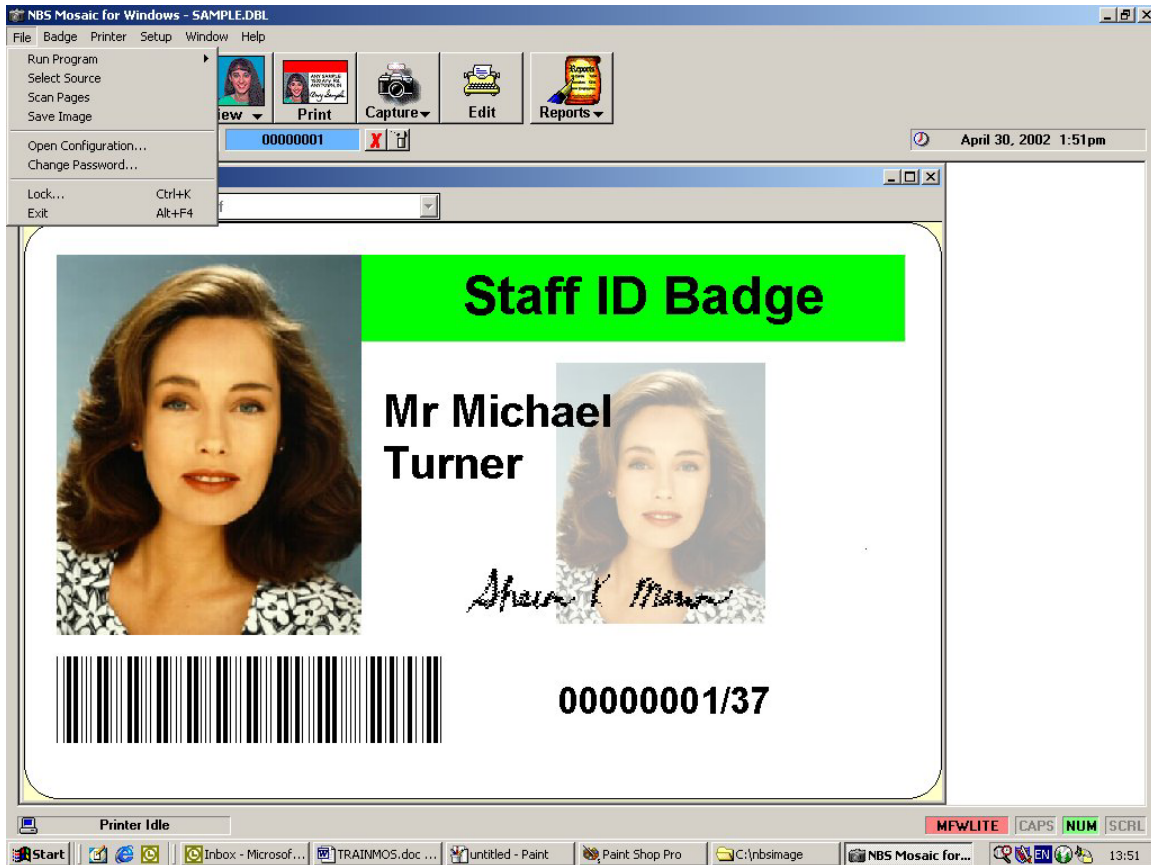 NBS Mosaic for Windows - SAMPLE.DBL
File Badge Printer Setup Window Help
Run Program
Select Source
Scan Pages
Save Image
Open Configuration...
Change Password...
Lock... Ctrl+K
Exit Alt+F4
iew Print Capture Edit Reports
00000001 X
April 30, 2002 1:51pm
f
Staff ID Badge
Mr Michael
Turner
00000001/37
Printer Idle MFWLITE CAPS NUM SCRL
Start Inbox - Microsof... TRAINMOS.doc ... untitled - Paint Paint Shop Pro C:\nbsimage NBS Mosaic for... EN 13:51